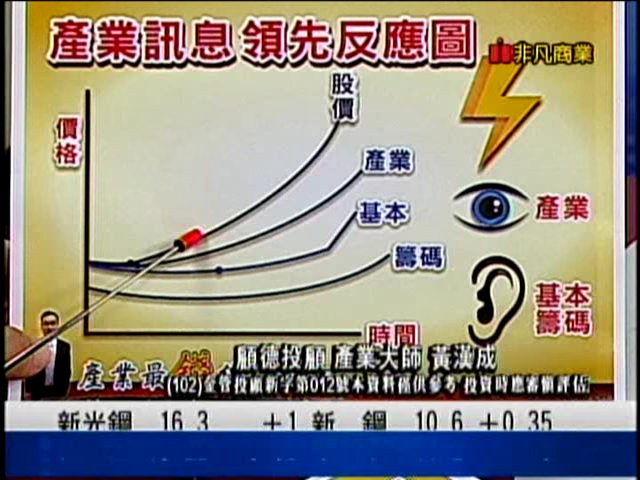 產業訊息 領先反應圖
非凡商業
股價
價格
產業
基本
籌碼
產業
基本
籌碼
時間
產業最
顧德投顧 產業大師 黃漢成
(102)金管投顧新字第012號本資料僅供參考 投資時應審慎評估
新光鋼 16.3 +1 新 鋼 10.6 +0.35